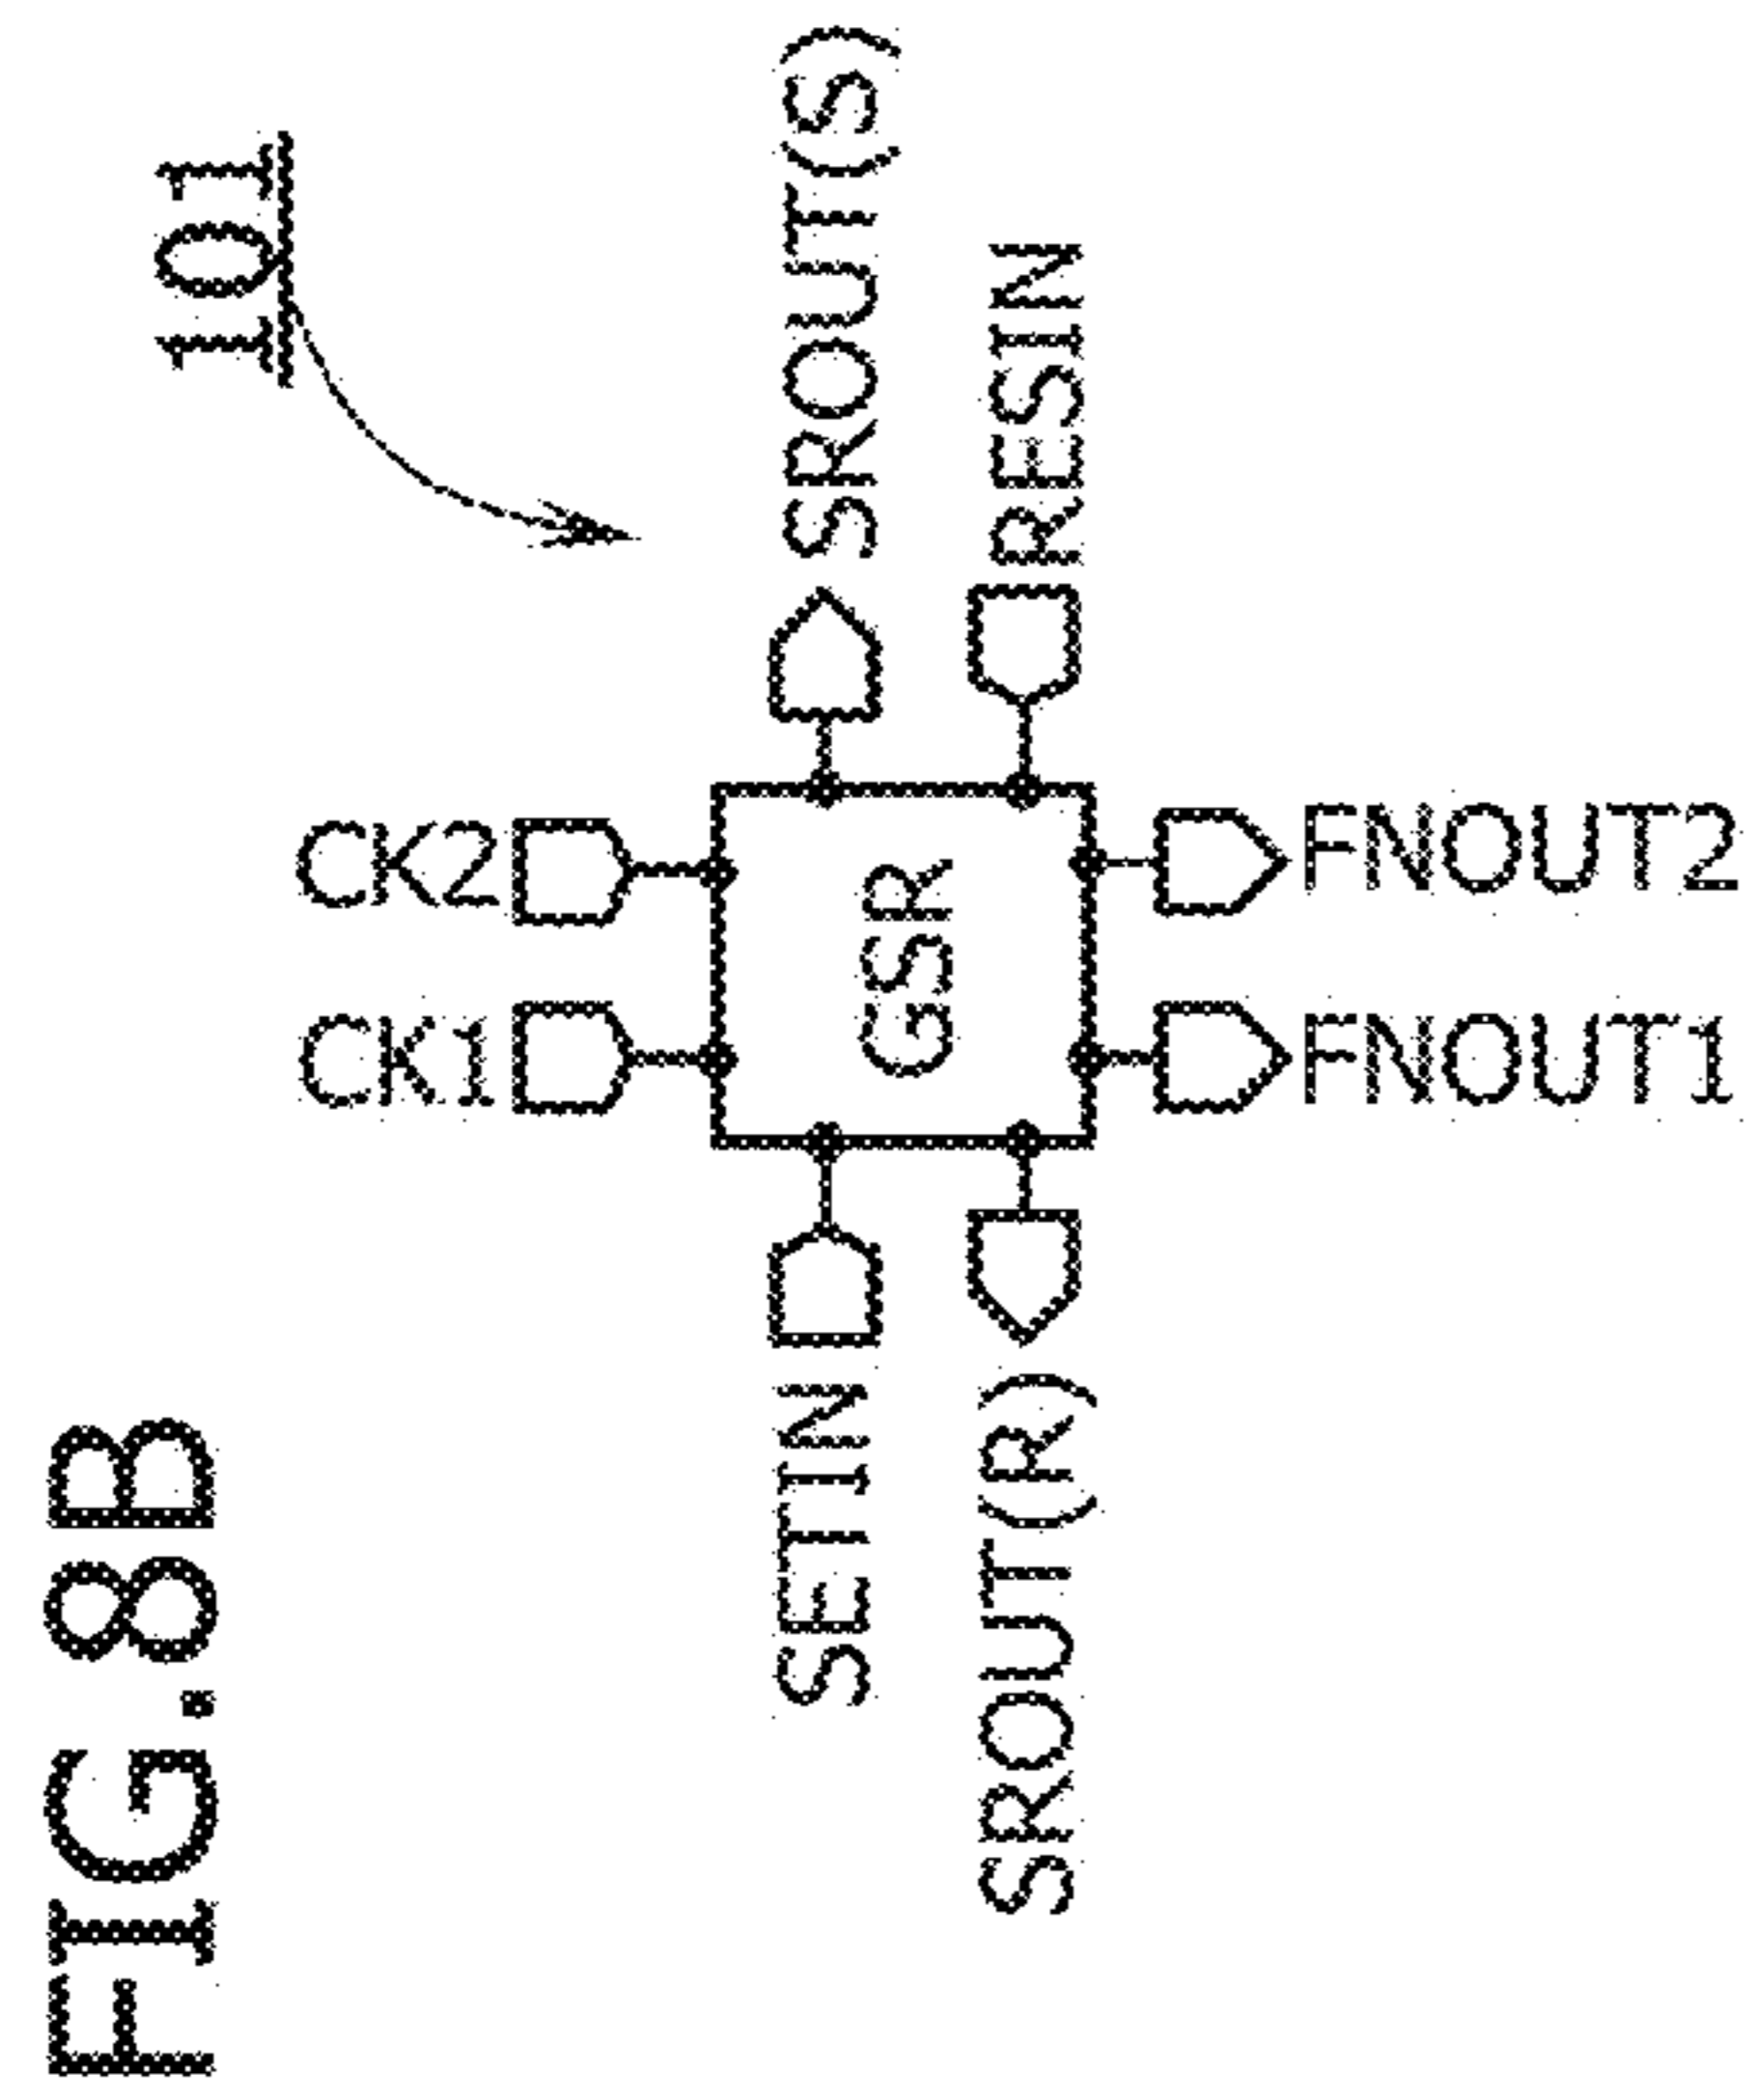 FIG.8B
101
CK1
CK2
SETIN
SROUT(S)
GSR
SROUT(R)
RESIN
FNOUT1
FNOUT2